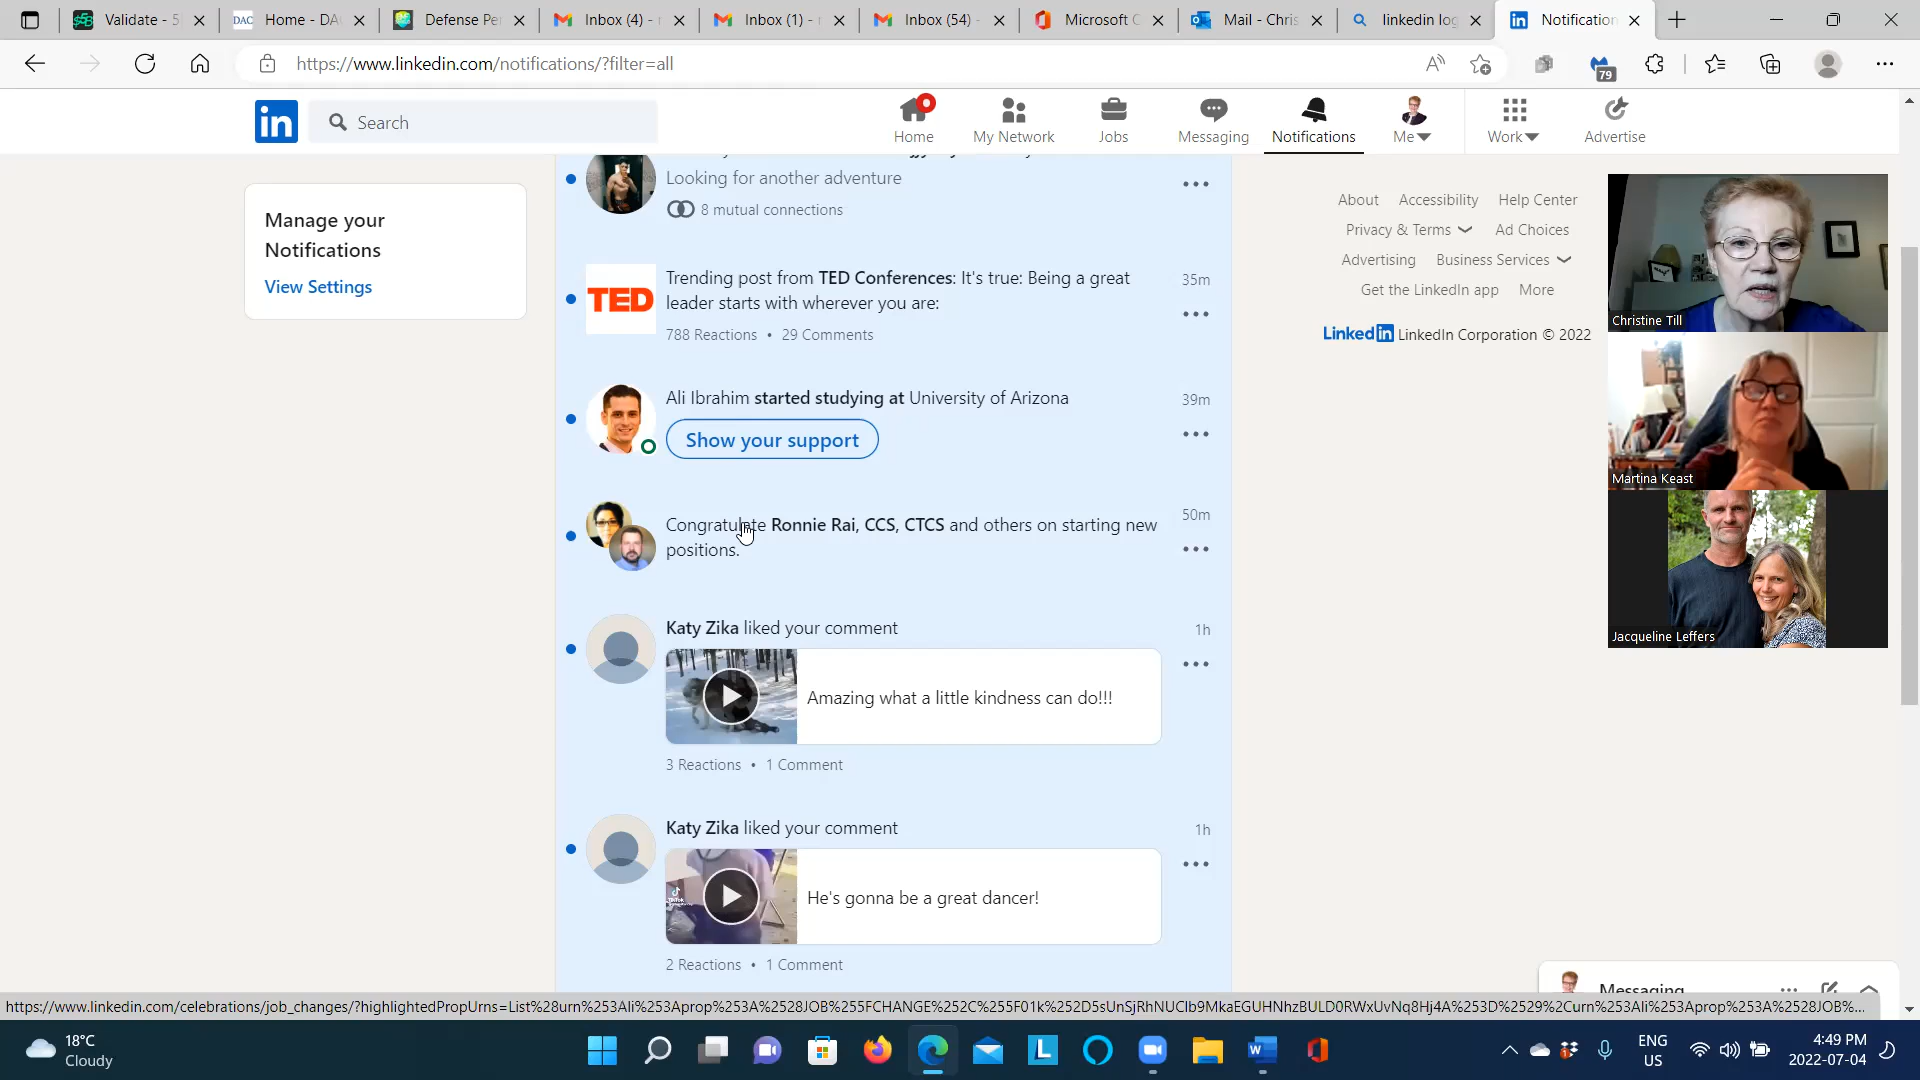 Validate - 5
DAC Home - DA
Defense Pe
Inbox (4) -
Inbox (1) -
Inbox (54) -
Microsoft
Mail - Chris
linkedin log
Notification
https://www.linkedin.com/notifications/?filter=all
79
in
Search
Home
My Network
Jobs
Messaging
Notifications
Me
Work
Advertise
Manage your
Notifications
View Settings
Looking for another adventure
8 mutual connections
TED
Trending post from TED Conferences: It's true: Being a great
leader starts with wherever you are:
788 Reactions • 29 Comments
35m
Ali Ibrahim started studying at University of Arizona
39m
Show your support
Congratulate Ronnie Rai, CCS, CTCS and others on starting new
positions.
50m
Katy Zika liked your comment
1h
Amazing what a little kindness can do!!!
3 Reactions • 1 Comment
Katy Zika liked your comment
1h
TikTok
He's gonna be a great dancer!
2 Reactions • 1 Comment
About Accessibility Help Center
Privacy & Terms Ad Choices
Advertising Business Services
Get the LinkedIn app More
LinkedIn LinkedIn Corporation © 2022
Christine Till
Martina Keast
Jacqueline Leffers
Messaging
18°C
Cloudy
ENG
US
4:49 PM
2022-07-04